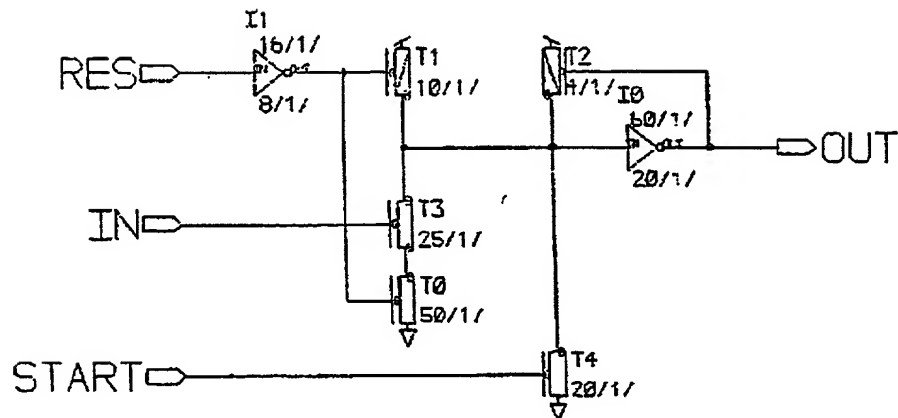 I1
16/1/
RES
8/1/
T1
10/1/
T2
4/1/
I0
60/1/
20/1/
OUT
IN
T3
25/1/
T0
50/1/
START
T4
20/1/